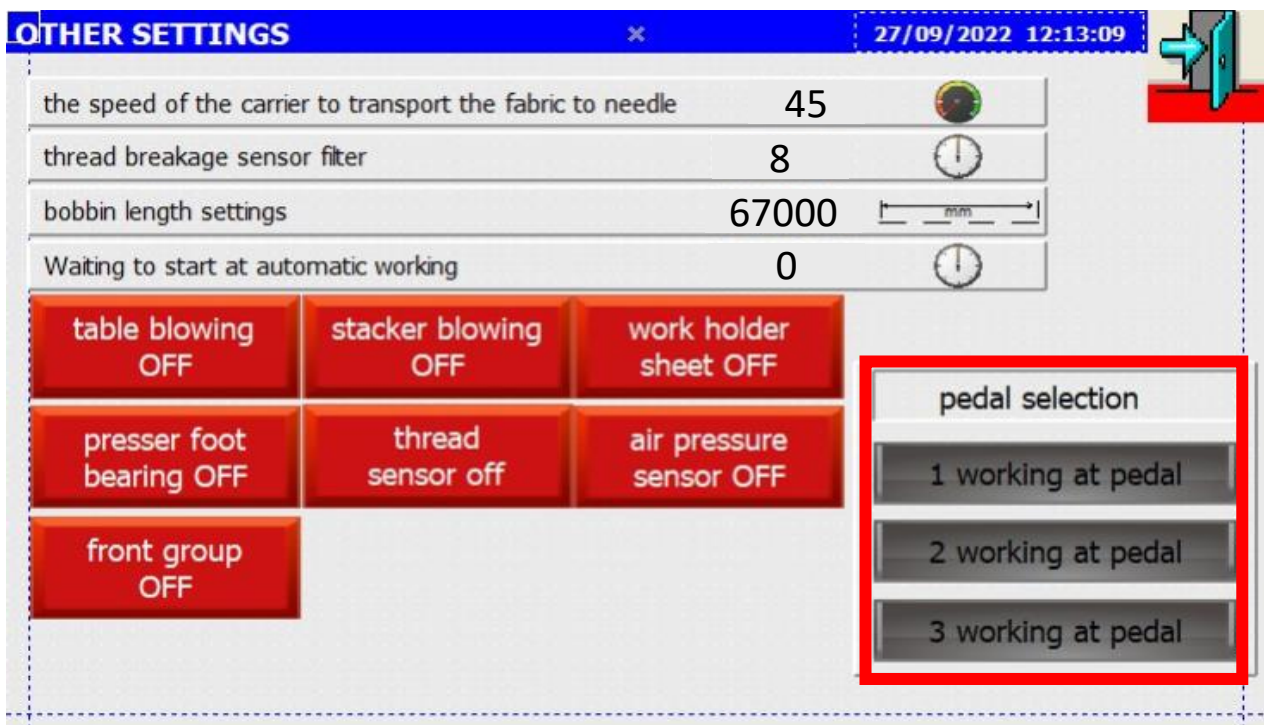 OTHER SETTINGS
27/09/2022 12:13:09
the speed of the carrier to transport the fabric to needle 45
thread breakage sensor filter 8
bobbin length settings 67000 mm
Waiting to start at automatic working 0
table blowing
OFF
stacker blowing
OFF
work holder
sheet OFF
presser foot
bearing OFF
thread
sensor off
air pressure
sensor OFF
front group
OFF
pedal selection
1 working at pedal
2 working at pedal
3 working at pedal